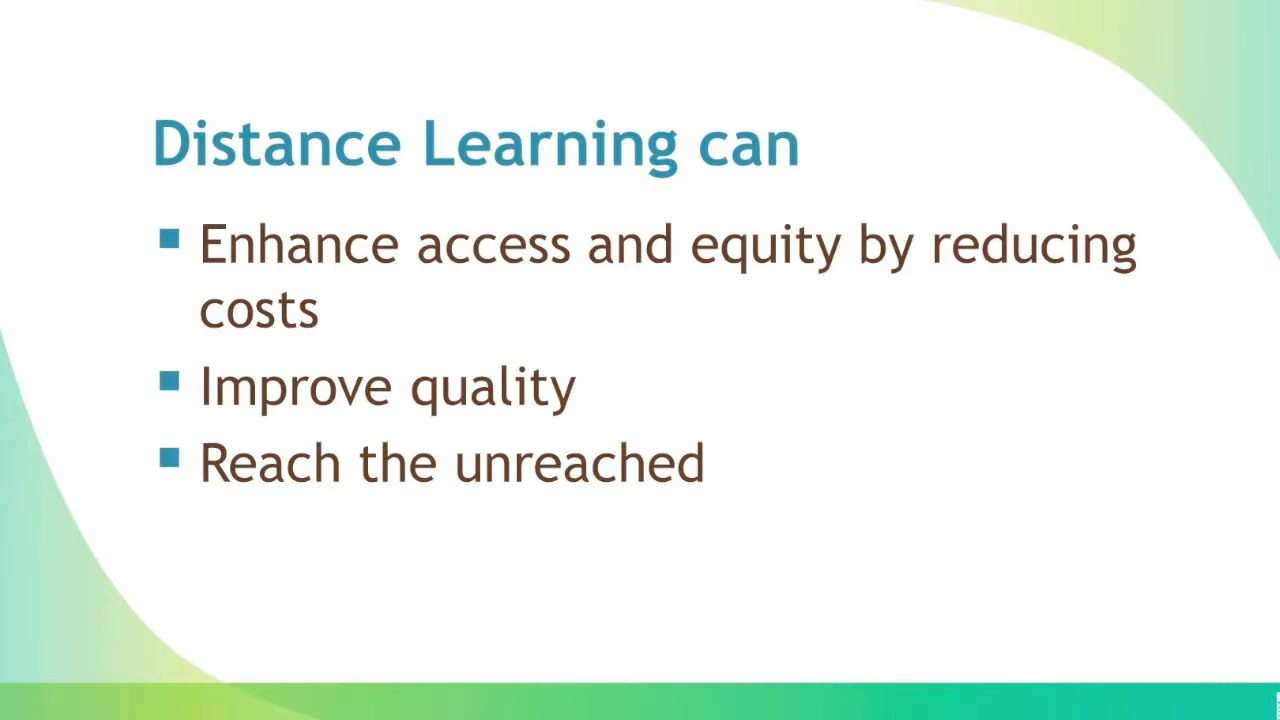 Distance Learning can
Enhance access and equity by reducing
costs
Improve quality
Reach the unreached